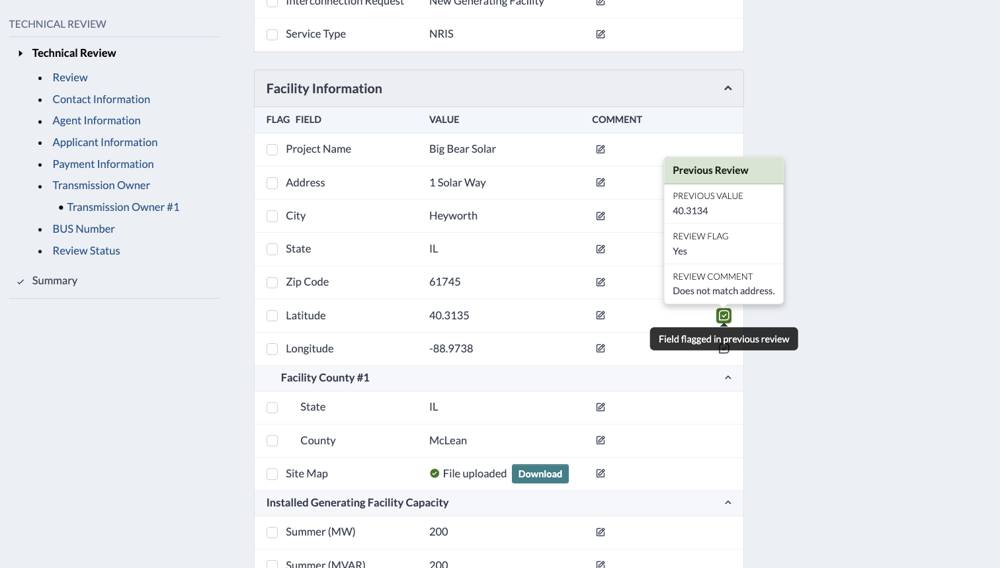 TECHNICAL REVIEW
Technical Review
Review
Contact Information
Agent Information
Applicant Information
Payment Information
Transmission Owner
Transmission Owner #1
BUS Number
Review Status
Summary
Interconnection Request New Generating Facility
Service Type NRIS
Facility Information
FLAG FIELD VALUE COMMENT
Project Name Big Bear Solar
Address 1 Solar Way
City Heyworth
State IL
Zip Code 61745
Latitude 40.3135
Longitude -88.9738
Previous Review
PREVIOUS VALUE
40.3134
REVIEW FLAG
Yes
REVIEW COMMENT
Does not match address.
Field flagged in previous review
Facility County #1
State IL
County McLean
Site Map File uploaded Download
Installed Generating Facility Capacity
Summer (MW) 200
Summer (MVAR) 200